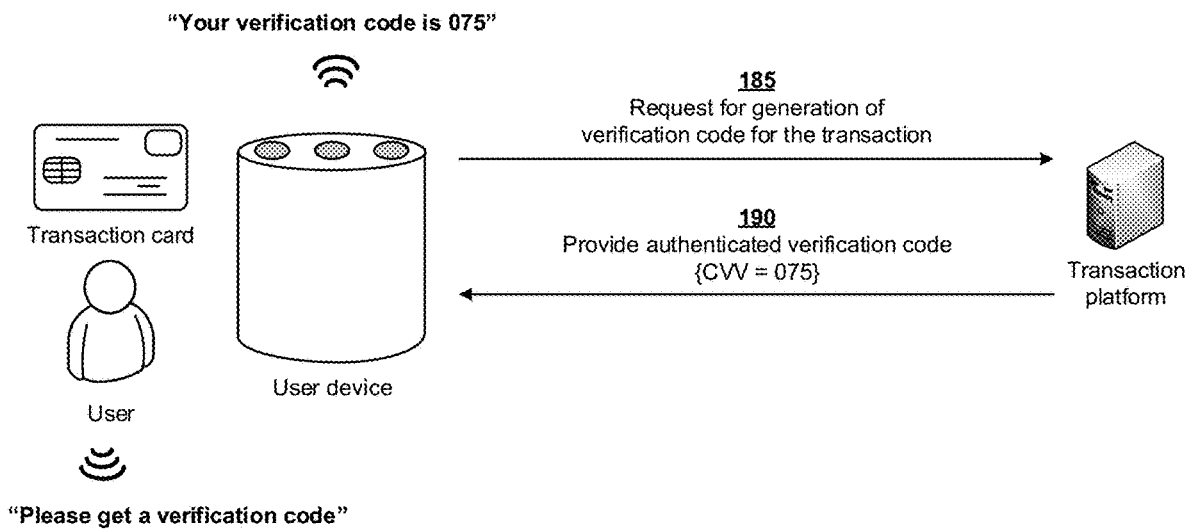 “Your verification code is 075”
185
Request for generation of
verification code for the transaction
Transaction card
190
Provide authenticated verification code
{CVV = 075}
Transaction
platform
User device
User
“Please get a verification code”